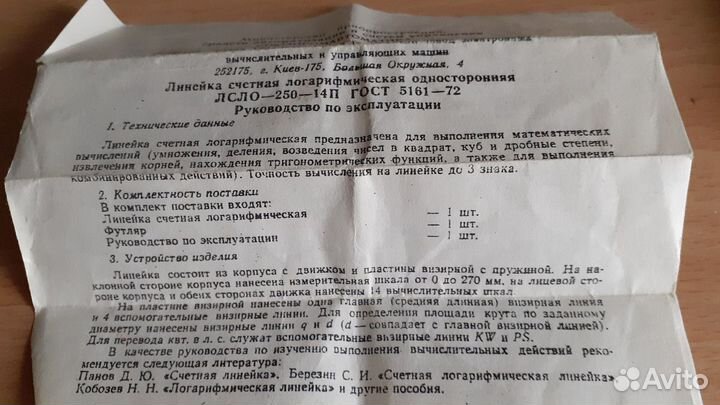 завод электронных
вычислительных и управляющих машин
252175, г. Киев-175. Большая Окружная, 4
Линейка счетная логарифмическая односторонняя
ЛСЛО—250—14П ГОСТ 5161—72
Руководство по эксплуатации
1. Технические данные
Линейка счетная логарифмическая предназначена для выполнения математических
вычислений (умножения, деления, возведения чисел в квадрат, куб и дробные степени,
извлечения корней, нахождения тригонометрических функций, а также для выполнения
комбинированных действий). Точность вычисления на линейке до 3 знака.
2. Комплектность поставки
В комплект поставки входят:
Линейка счетная логарифмическая — 1 шт.
Футляр — 1 шт.
Руководство по эксплуатации — 1 шт.
3. Устройство изделия
Линейка состоит из корпуса с движком и пластины визирной с пружиной. На на-
клонной стороне корпуса нанесена измерительная шкала от 0 до 270 мм, на лицевой сто-
роне корпуса и обеих сторонах движка нанесены 14 вычислительных шкал.
На пластине визирной нанесены одна главная (средняя длинная) визирная линия
и 4 вспомогательные визирные линии. Для определения площади круга по заданному
диаметру нанесены визирные линии q и d (d — совпадает с главной визирной линией).
Для перевода квт. в л. с. служат вспомогательные визирные линии KW и PS.
В качестве руководства по изучению выполнения вычислительных действий реко-
мендуется следующая литература:
Панов Д. Ю. «Счетная линейка», Березин С. И. «Счетная логарифмическая линейка»
Кобозев Н. Н. «Логарифмическая линейка» и другие пособия.
Avito